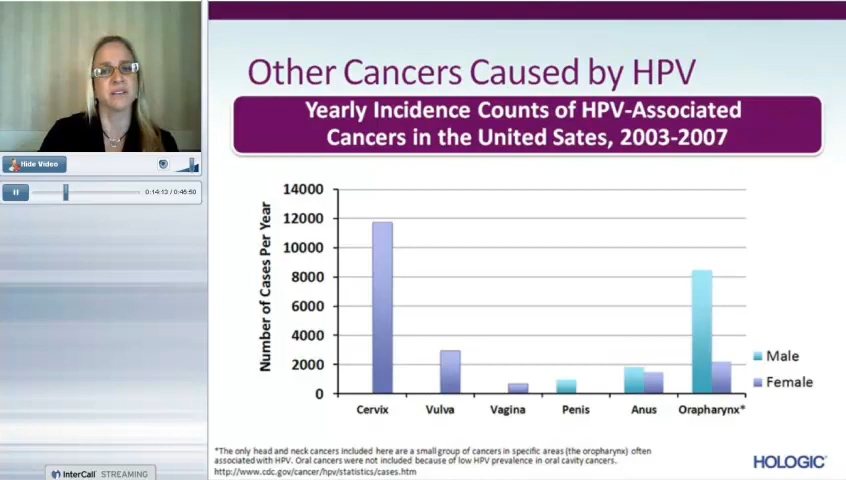 Other Cancers Caused by HPV
Yearly Incidence Counts of HPV-Associated
Cancers in the United Sates, 2003-2007
Hide Video
0:14:13 / 0:46:50
Number of Cases Per Year
14000
12000
10000
8000
6000
4000
2000
0
Cervix
Vulva
Vagina
Penis
Anus
Orapharynx*
Male
Female
*The only head and neck cancers included here are a small group of cancers in specific areas (the oropharynx) often
associated with HPV. Oral cancers were not included because of low HPV prevalence in oral cavity cancers.
http://www.cdc.gov/cancer/hpv/statistics/cases.htm
HOLOGIC
InterCall STREAMING